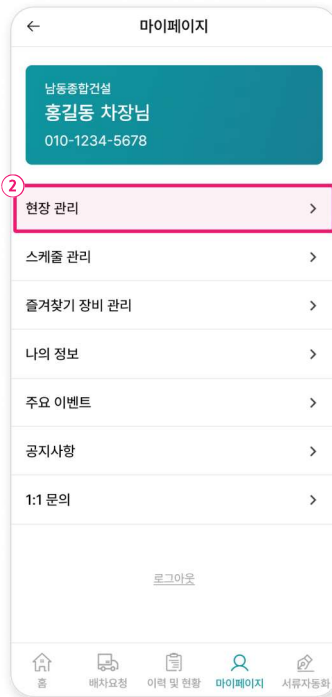 마이페이지
남동종합건설
홍길동 차장님
010-1234-5678
2
현장 관리
스케줄 관리
즐겨찾기 장비 관리
나의 정보
주요 이벤트
공지사항
1:1 문의
로그아웃
홈 배차요청 이력 및 현황 마이페이지 서류자동화